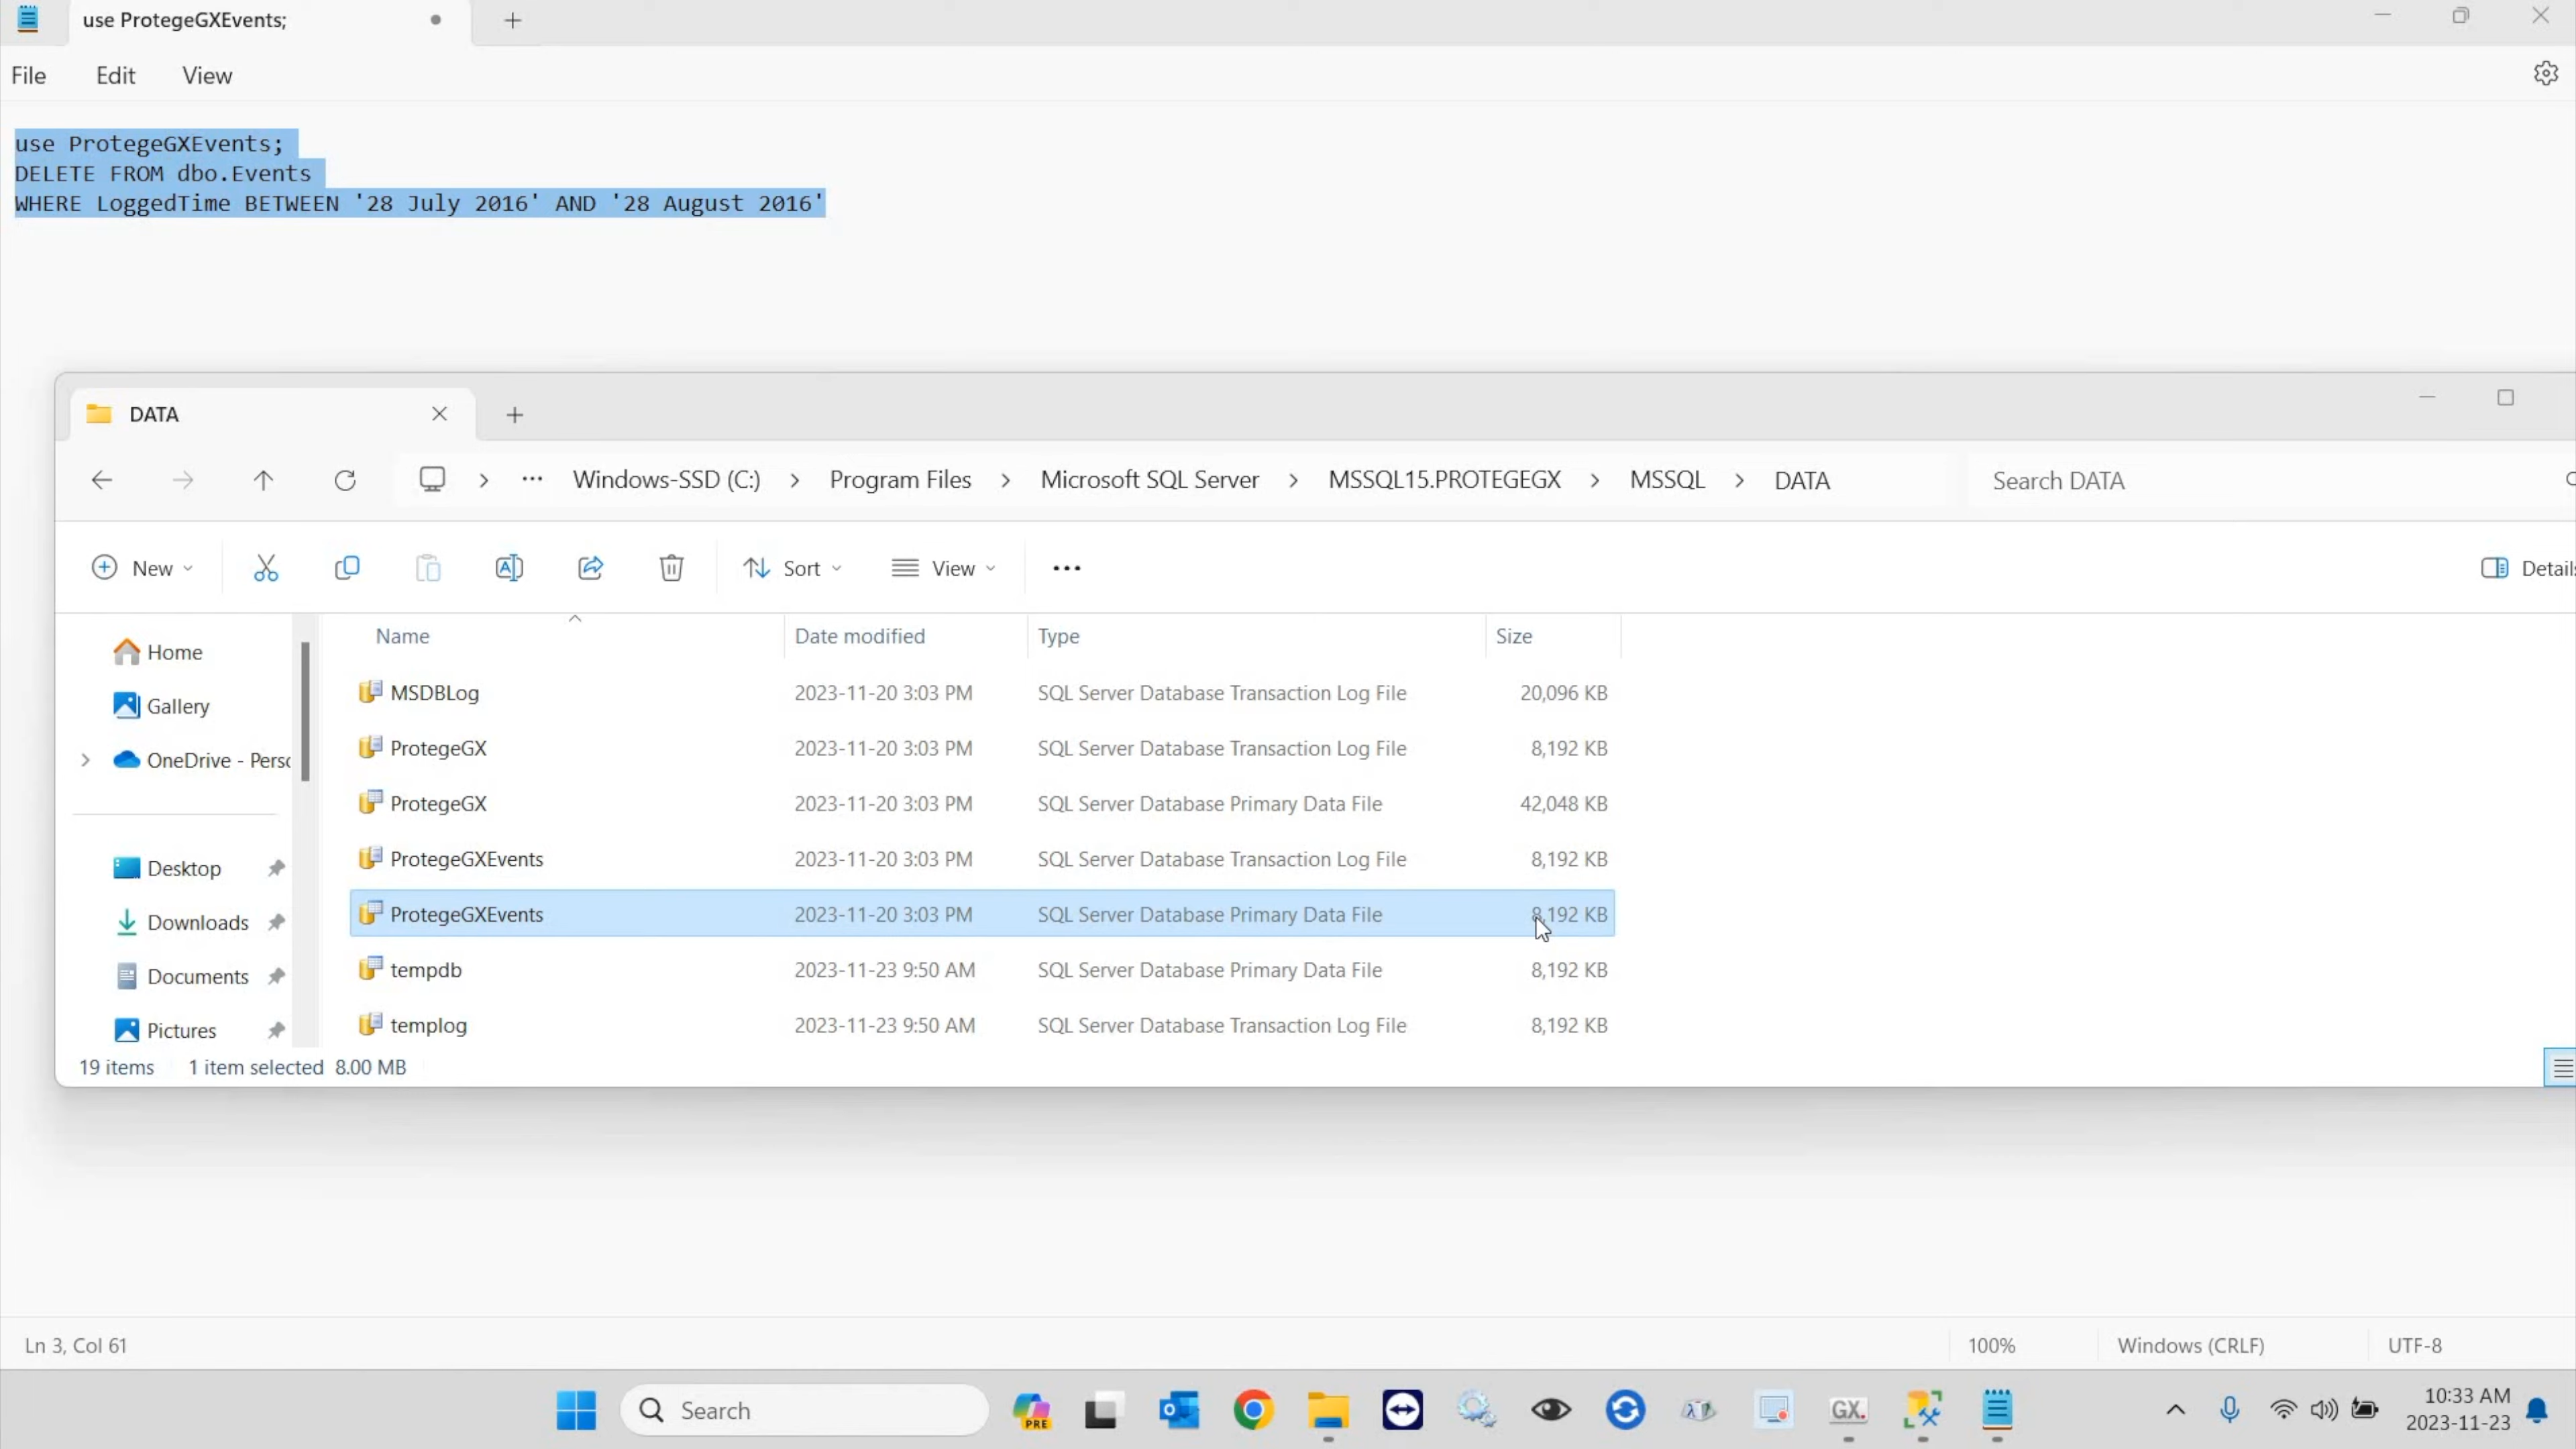 use ProtegeGXEvents;
File Edit View
use ProtegeGXEvents;
DELETE FROM dbo.Events
WHERE LoggedTime BETWEEN '28 July 2016' AND '28 August 2016'
DATA
Windows-SSD (C:) Program Files Microsoft SQL Server MSSQL15.PROTEGEGX MSSQL DATA Search DATA
New Sort View Details
Name Date modified Type Size
Home
Gallery
OneDrive - Perso
Desktop
Downloads
Documents
Pictures
MSDBLog 2023-11-20 3:03 PM SQL Server Database Transaction Log File 20,096 KB
ProtegeGX 2023-11-20 3:03 PM SQL Server Database Transaction Log File 8,192 KB
ProtegeGX 2023-11-20 3:03 PM SQL Server Database Primary Data File 42,048 KB
ProtegeGXEvents 2023-11-20 3:03 PM SQL Server Database Transaction Log File 8,192 KB
ProtegeGXEvents 2023-11-20 3:03 PM SQL Server Database Primary Data File 8,192 KB
tempdb 2023-11-23 9:50 AM SQL Server Database Primary Data File 8,192 KB
templog 2023-11-23 9:50 AM SQL Server Database Transaction Log File 8,192 KB
19 items 1 item selected 8.00 MB
Ln 3, Col 61 100% Windows (CRLF) UTF-8
Search PRE GX. 10:33 AM
2023-11-23